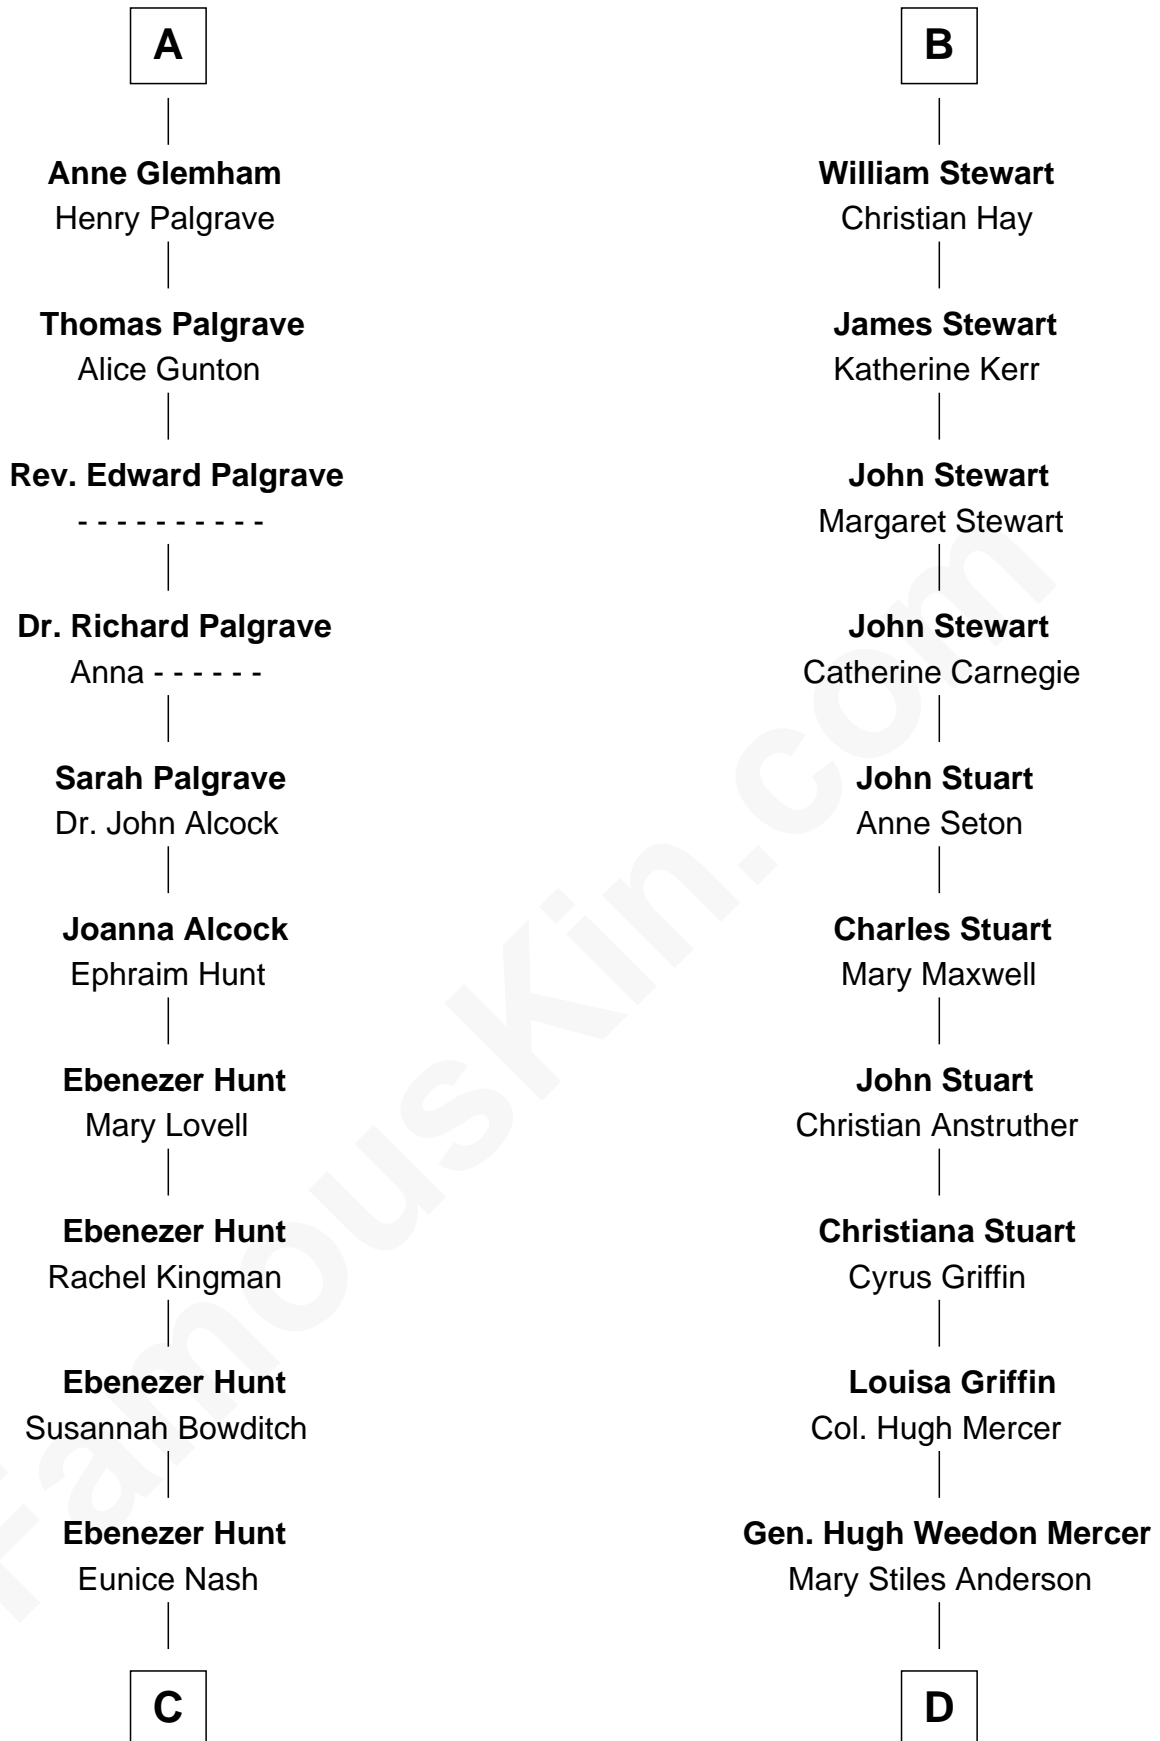 A
Anne Glemham
Henry Palgrave
Thomas Palgrave
Alice Gunton
Rev. Edward Palgrave
- - - - - - - - - -
Dr. Richard Palgrave
Anna - - - - - -
Sarah Palgrave
Dr. John Alcock
Joanna Alcock
Ephraim Hunt
Ebenezer Hunt
Mary Lovell
Ebenezer Hunt
Rachel Kingman
Ebenezer Hunt
Susannah Bowditch
Ebenezer Hunt
Eunice Nash
C
B
William Stewart
Christian Hay
James Stewart
Katherine Kerr
John Stewart
Margaret Stewart
John Stewart
Catherine Carnegie
John Stuart
Anne Seton
Charles Stuart
Mary Maxwell
John Stuart
Christian Anstruther
Christiana Stuart
Cyrus Griffin
Louisa Griffin
Col. Hugh Mercer
Gen. Hugh Weedon Mercer
Mary Stiles Anderson
D
FamousKin.com